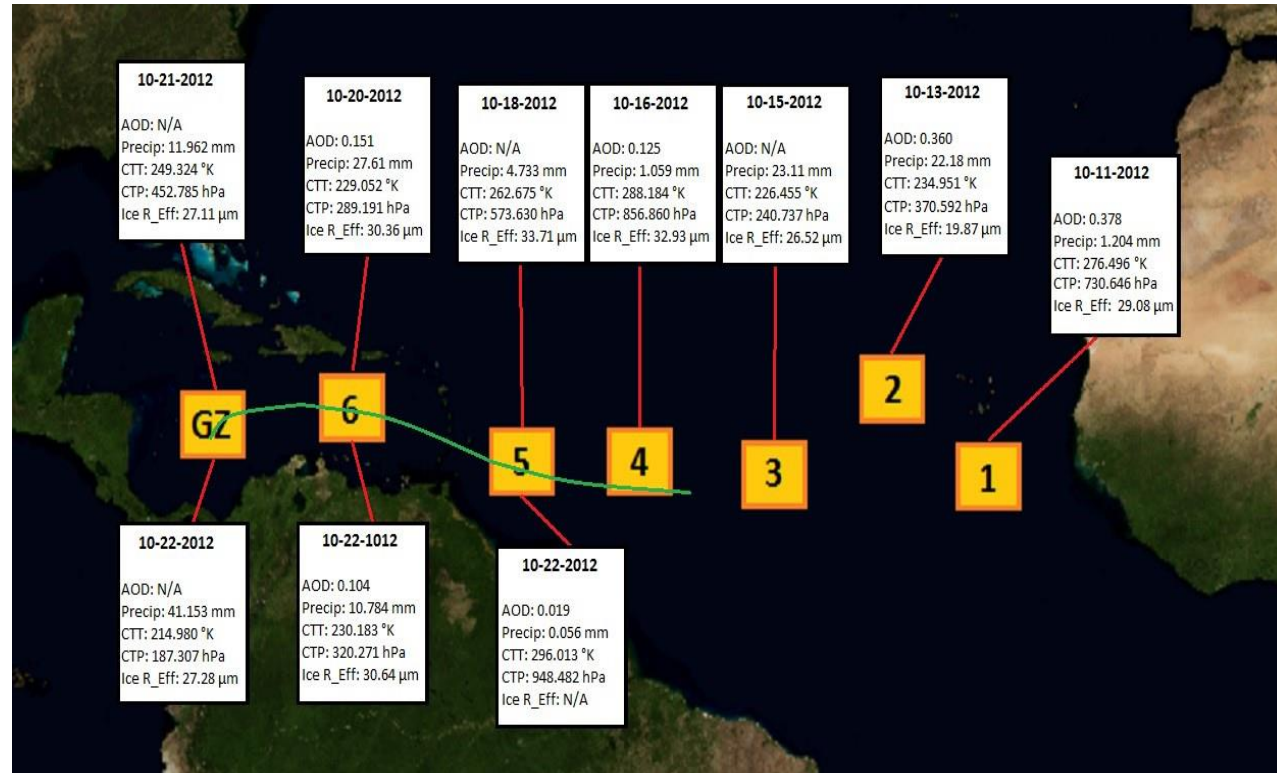 10-21-2012
AOD: N/A
Precip: 11.962 mm
CTT: 249.324 °K
CTP: 452.785 hPa
Ice R_Eff: 27.11 µm
10-20-2012
AOD: 0.151
Precip: 27.61 mm
CTT: 229.052 °K
CTP: 289.191 hPa
Ice R_Eff: 30.36 µm
10-18-2012
AOD: N/A
Precip: 4.733 mm
CTT: 262.675 °K
CTP: 573.630 hPa
Ice R_Eff: 33.71 µm
10-16-2012
AOD: 0.125
Precip: 1.059 mm
CTT: 288.184 °K
CTP: 856.860 hPa
Ice R_Eff: 32.93 µm
10-15-2012
AOD: N/A
Precip: 23.11 mm
CTT: 226.455 °K
CTP: 240.737 hPa
Ice R_Eff: 26.52 µm
10-13-2012
AOD: 0.360
Precip: 22.18 mm
CTT: 234.951 °K
CTP: 370.592 hPa
Ice R_Eff: 19.87 µm
10-11-2012
AOD: 0.378
Precip: 1.204 mm
CTT: 276.496 °K
CTP: 730.646 hPa
Ice R_Eff: 29.08 µm
GZ
6
5
4
3
2
1
10-22-2012
AOD: N/A
Precip: 41.153 mm
CTT: 214.980 °K
CTP: 187.307 hPa
Ice R_Eff: 27.28 µm
10-22-1012
AOD: 0.104
Precip: 10.784 mm
CTT: 230.183 °K
CTP: 320.271 hPa
Ice R_Eff: 30.64 µm
10-22-2012
AOD: 0.019
Precip: 0.056 mm
CTT: 296.013 °K
CTP: 948.482 hPa
Ice R_Eff: N/A